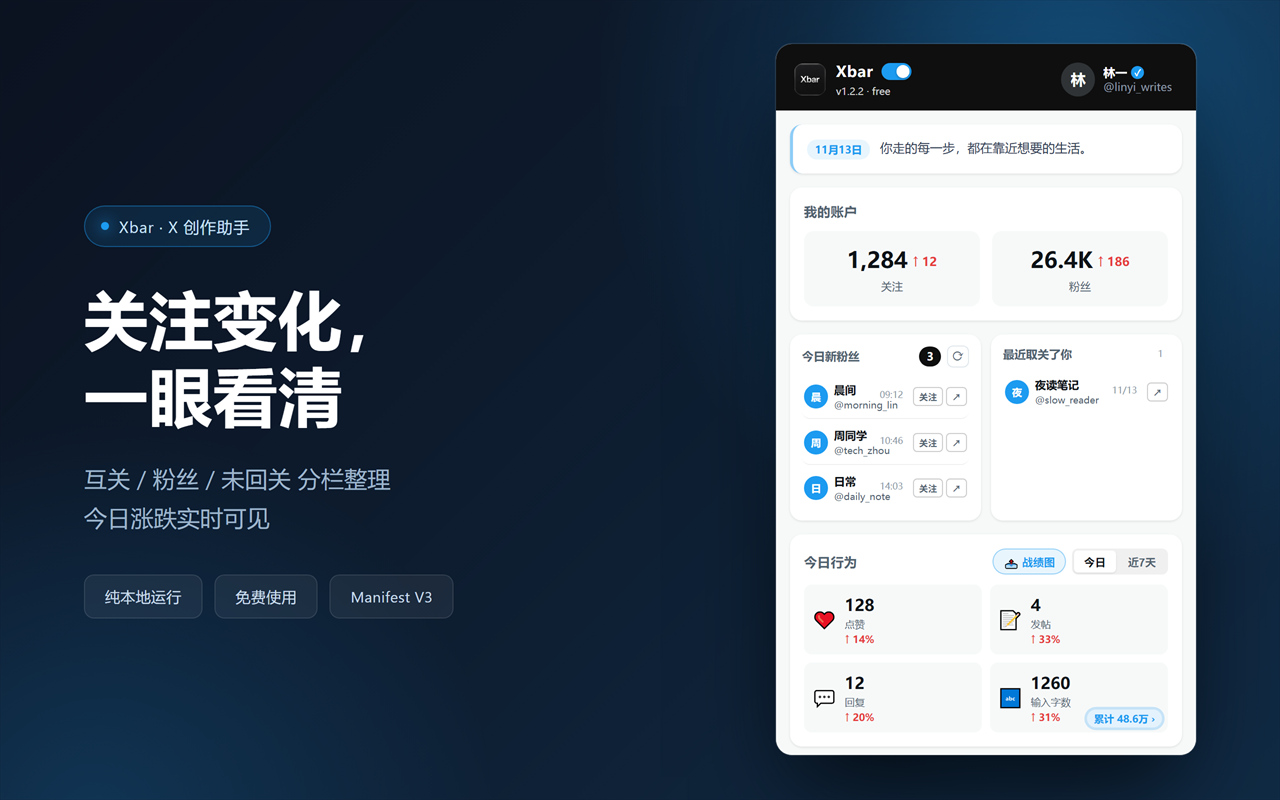 Xbar · X 创作助手
关注变化，
一眼看清
互关 / 粉丝 / 未回关 分栏整理
今日涨跌实时可见
纯本地运行
免费使用
Manifest V3
Xbar
Xbar
v1.2.2 · free
林
林一
@linyi_writes
11月13日 你走的每一步，都在靠近想要的生活。
我的账户
1,284 ↑ 12
关注
26.4K ↑ 186
粉丝
今日新粉丝 3
晨
晨间
@morning_lin
09:12
关注 ↗
周
周同学
@tech_zhou
10:46
关注 ↗
日
日常
@daily_note
14:03
关注 ↗
最近取关了你 1
夜
夜读笔记
@slow_reader
11/13
↗
今日行为
战绩图
今日
近7天
128
点赞
↑ 14%
4
发帖
↑ 33%
12
回复
↑ 20%
abc
1260
输入字数
↑ 31%
累计 48.6万 ›